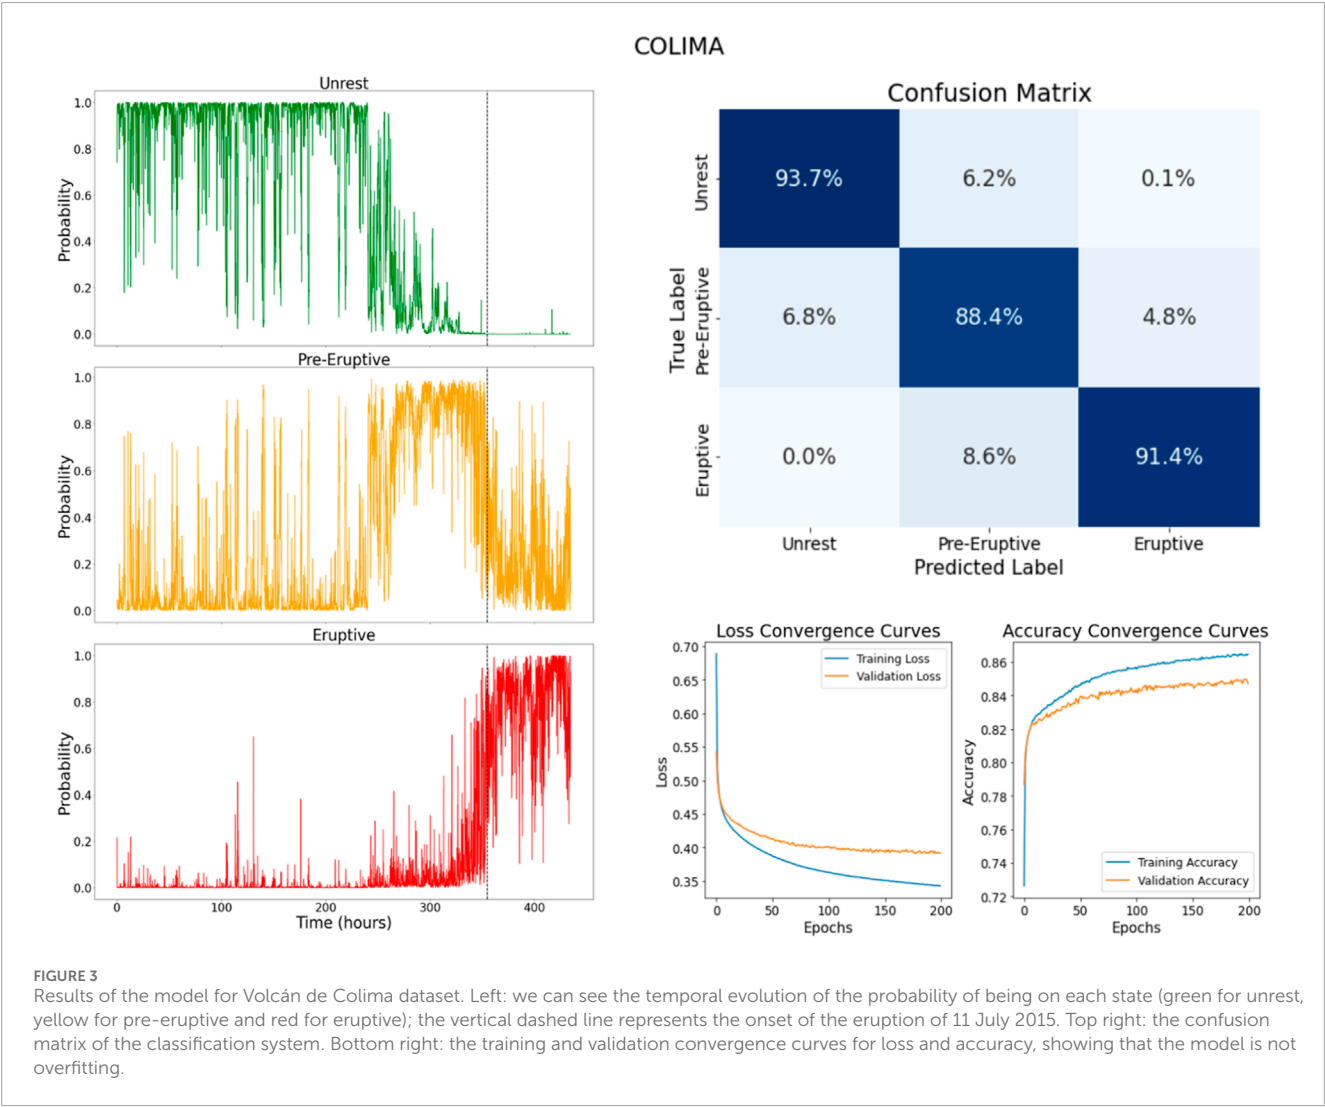 COLIMA
Unrest
1.0
0.8
0.6
0.4
0.2
0.0
Probability
Pre-Eruptive
1.0
0.8
0.6
0.4
0.2
0.0
Probability
Eruptive
1.0
0.8
0.6
0.4
0.2
0.0
Probability
0 100 200 300 400
Time (hours)
Confusion Matrix
True Label
Unrest
93.7% 6.2% 0.1%
Pre-Eruptive
6.8% 88.4% 4.8%
Eruptive
0.0% 8.6% 91.4%
Unrest Pre-Eruptive Eruptive
Predicted Label
Loss Convergence Curves
0.70
0.65
0.60
0.55
0.50
0.45
0.40
0.35
Loss
Training Loss
Validation Loss
0 50 100 150 200
Epochs
Accuracy Convergence Curves
0.86
0.84
0.82
0.80
0.78
0.76
0.74
0.72
Accuracy
Training Accuracy
Validation Accuracy
0 50 100 150 200
Epochs
FIGURE 3
Results of the model for Volcán de Colima dataset. Left: we can see the temporal evolution of the probability of being on each state (green for unrest,
yellow for pre-eruptive and red for eruptive); the vertical dashed line represents the onset of the eruption of 11 July 2015. Top right: the confusion
matrix of the classification system. Bottom right: the training and validation convergence curves for loss and accuracy, showing that the model is not
overfitting.